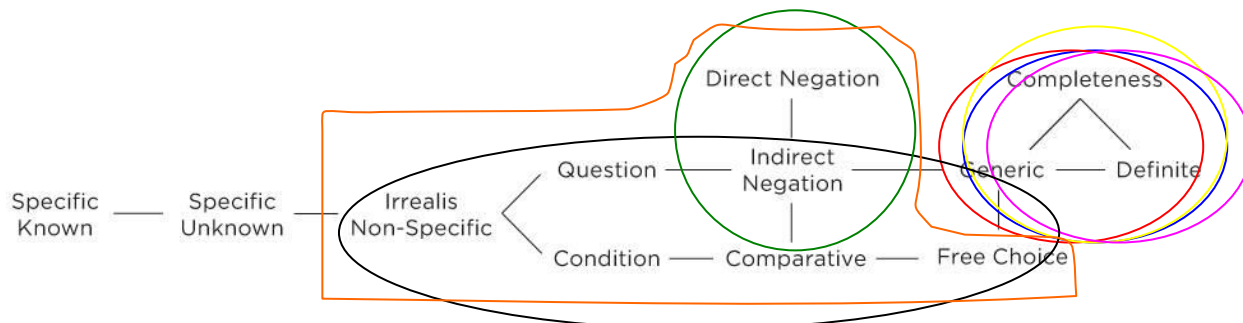 Direct Negation
Completeness
Question
Indirect
Negation
Generic
Definite
Specific
Known
Specific
Unknown
Irrealis
Non-Specific
Condition
Comparative
Free Choice